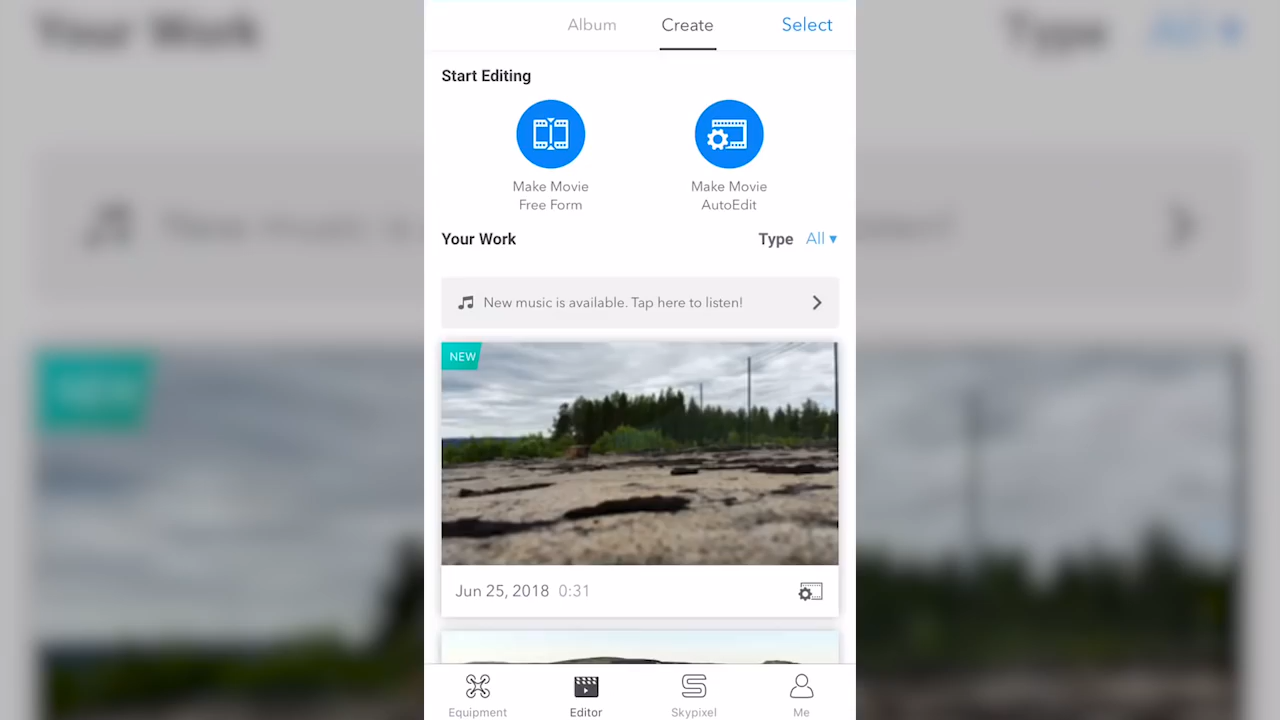 Album Create Select
Start Editing
Make Movie
Free Form
Make Movie
AutoEdit
Your Work Type All ▾
New music is available. Tap here to listen!
NEW
Jun 25, 2018 0:31
Equipment Editor Skypixel Me